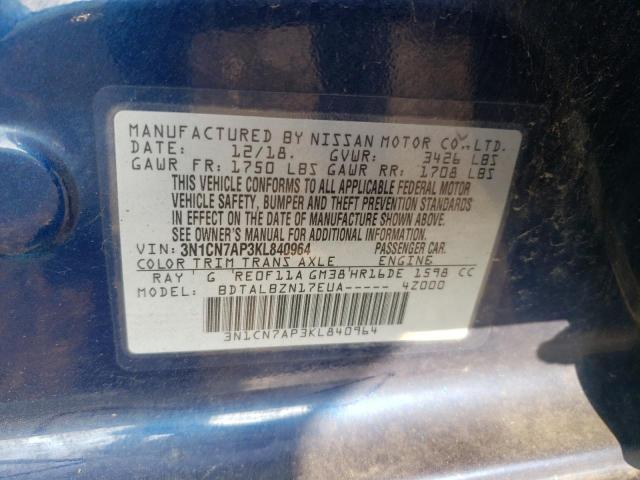 MANUFACTURED BY NISSAN MOTOR CO.,LTD.
DATE: 12/18. GVWR: 3426 LBS
GAWR FR: 1750 LBS GAWR RR: 1708 LBS
THIS VEHICLE CONFORMS TO ALL APPLICABLE FEDERAL MOTOR
VEHICLE SAFETY, BUMPER AND THEFT PREVENTION STANDARDS
IN EFFECT ON THE DATE OF MANUFACTURE SHOWN ABOVE.
SEE OWNER'S MANUAL FOR ADDITIONAL INFORMATION.
VIN: 3N1CN7AP3KL840964 PASSENGER CAR.
COLOR TRIM TRANS AXLE ENGINE
RAY ' G 'RE0F11A GM38'HR16DE 1598 CC
MODEL: BDTALBZN17EUA----- 4Z000
3N1CN7AP3KL840964